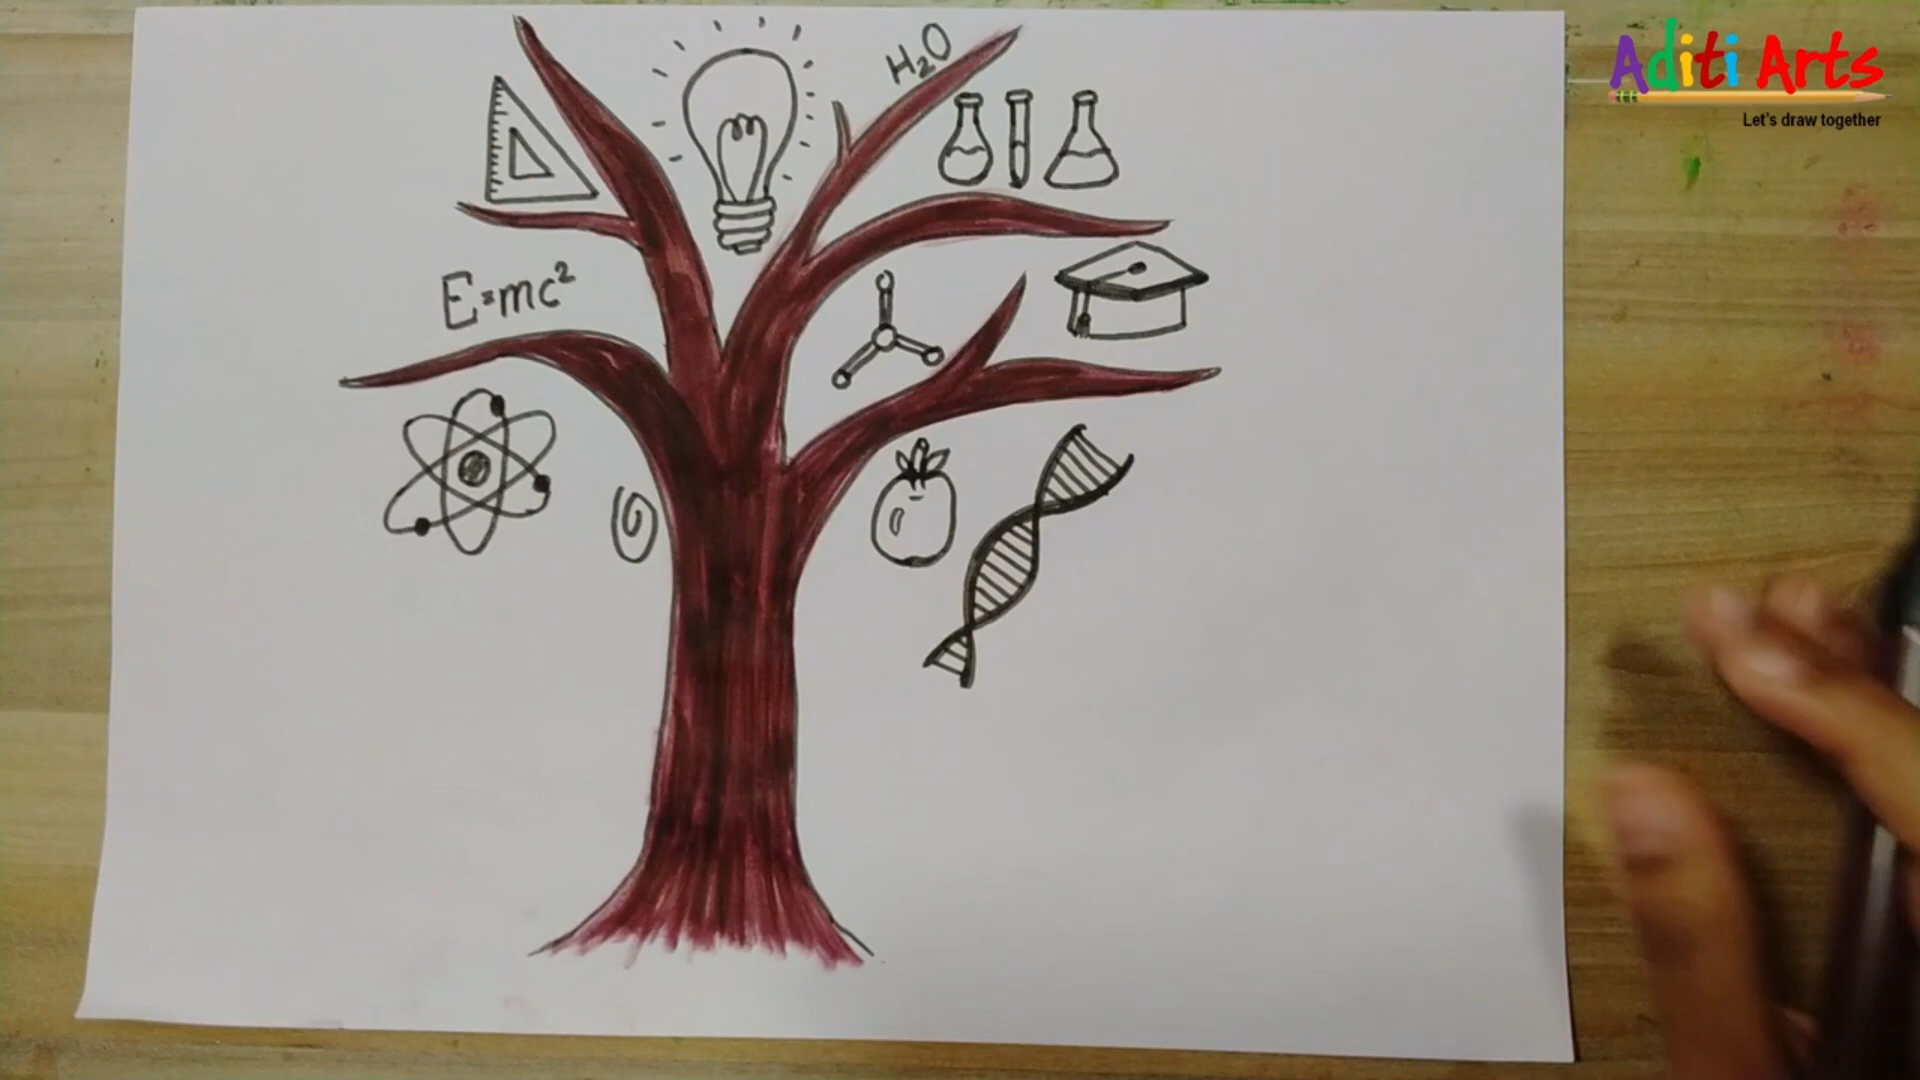 Aditi Arts
Let's draw together
H₂O
E=mc²